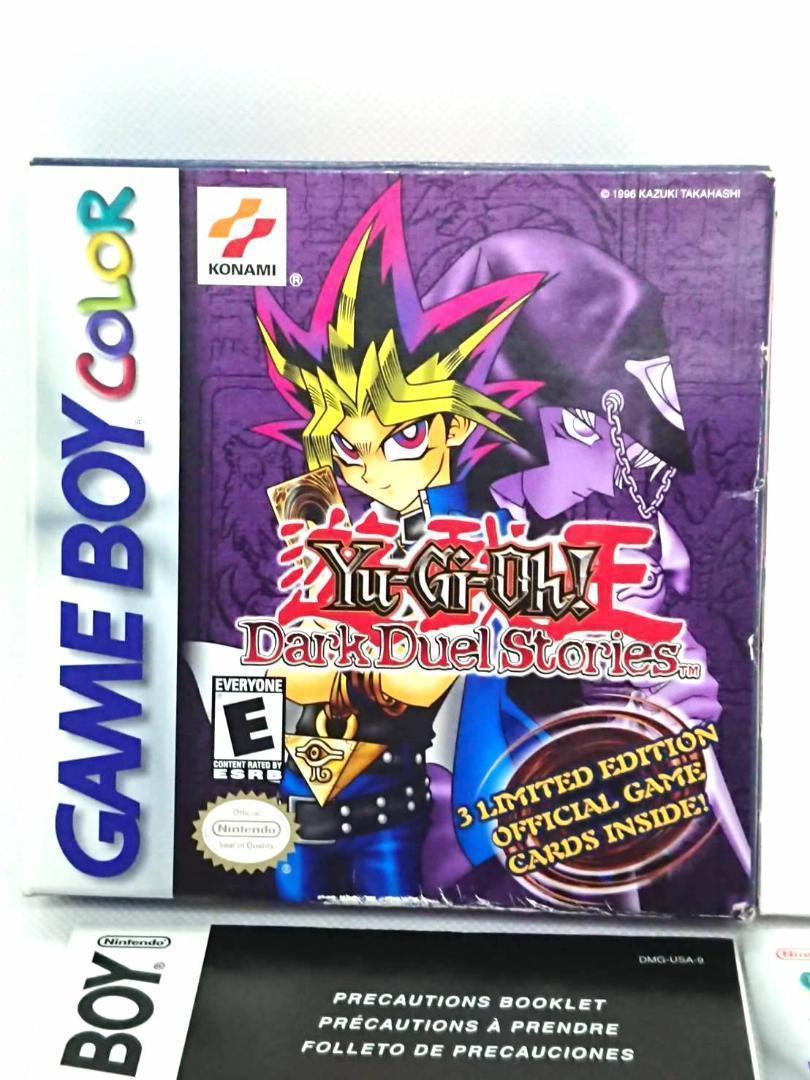 GAME BOY COLOR
KONAMI
®
© 1996 KAZUKI TAKAHASHI
遊戯王
Yu-Gi-Oh!
Dark Duel Stories™
EVERYONE
E
CONTENT RATED BY
ESRB
Official
Nintendo
Seal of Quality
®
3 LIMITED EDITION
OFFICIAL GAME
CARDS INSIDE!
Nintendo
BOY®
DMG-USA-9
PRECAUTIONS BOOKLET
PRÉCAUTIONS À PRENDRE
FOLLETO DE PRECAUCIONES